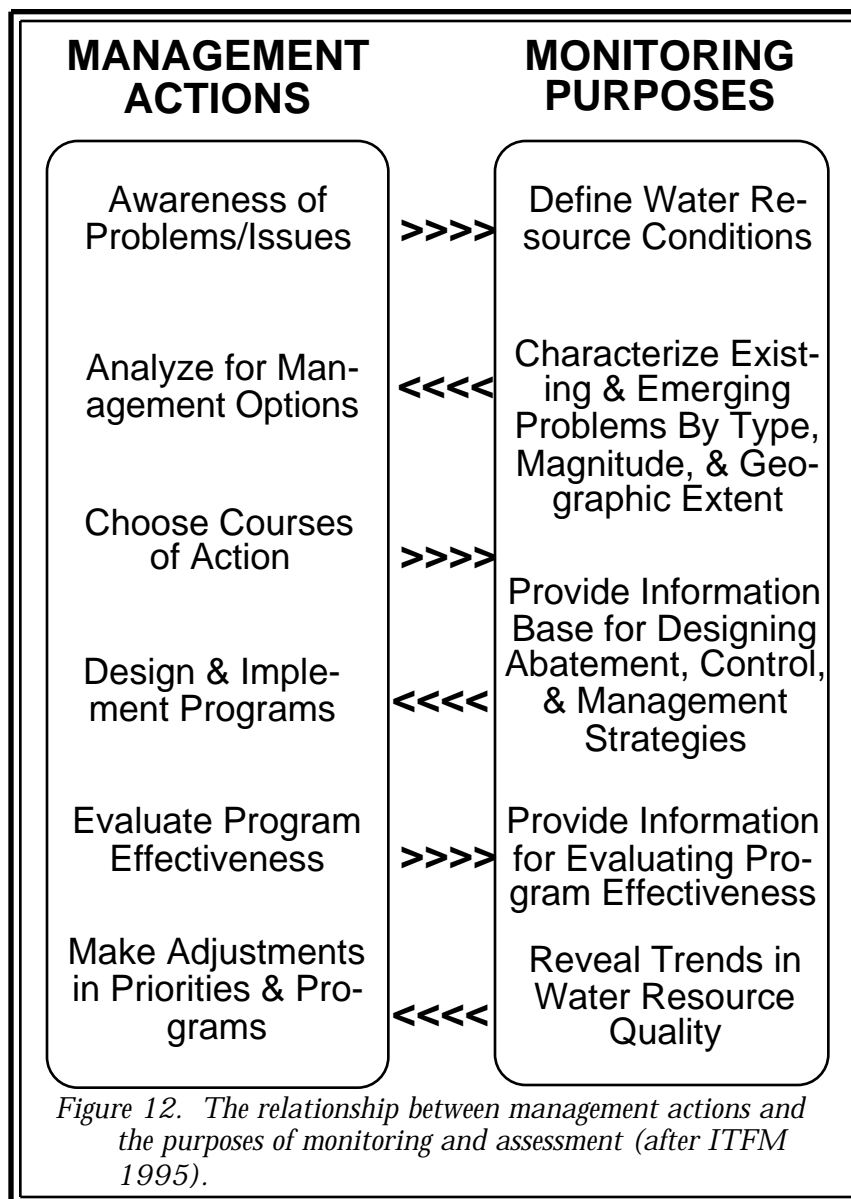 MANAGEMENT
ACTIONS
MONITORING
PURPOSES
Awareness of
Problems/Issues
>>>>
Define Water Re-
source Conditions
Analyze for Man-
agement Options
<<<<
Characterize Exist-
ing & Emerging
Problems By Type,
Magnitude, & Geo-
graphic Extent
Choose Courses
of Action
>>>>
Provide Information
Base for Designing
Abatement, Control,
& Management
Strategies
Design & Imple-
ment Programs
<<<<
Evaluate Program
Effectiveness
>>>>
Provide Information
for Evaluating Pro-
gram Effectiveness
Make Adjustments
in Priorities & Pro-
grams
<<<<
Reveal Trends in
Water Resource
Quality
Figure 12. The relationship between management actions and
the purposes of monitoring and assessment (after ITFM
1995).